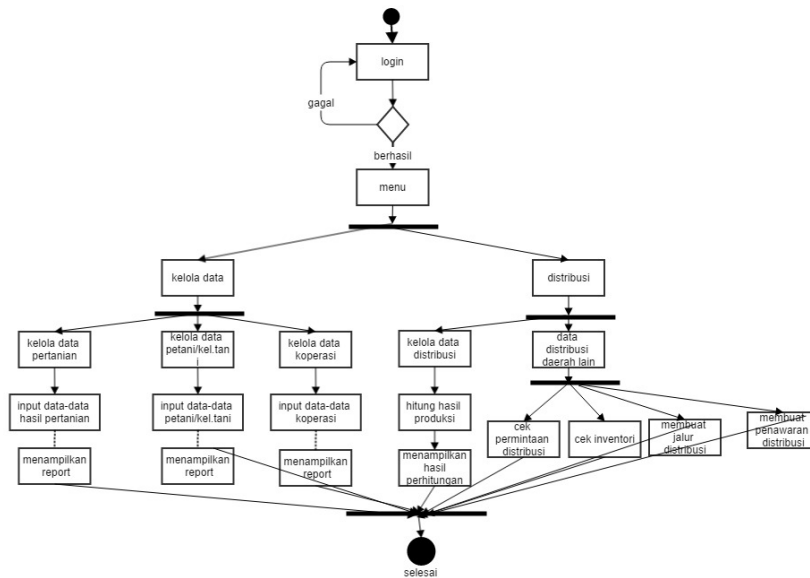 login
gagal
berhasil
menu
kelola data
distribusi
kelola data
pertanian
kelola data
petani/kel.tan
i
kelola data
koperasi
kelola data
distribusi
data
distribusi
daerah lain
input data-data
hasil pertanian
input data-data
petani/kel.tani
input data-data
koperasi
hitung hasil
produksi
cek
permintaan
distribusi
cek inventori
membuat
jalur
distribusi
membuat
penawaran
distribusi
menampilkan
report
menampilkan
report
menampilkan
report
menampilkan
hasil
perhitungan
selesai